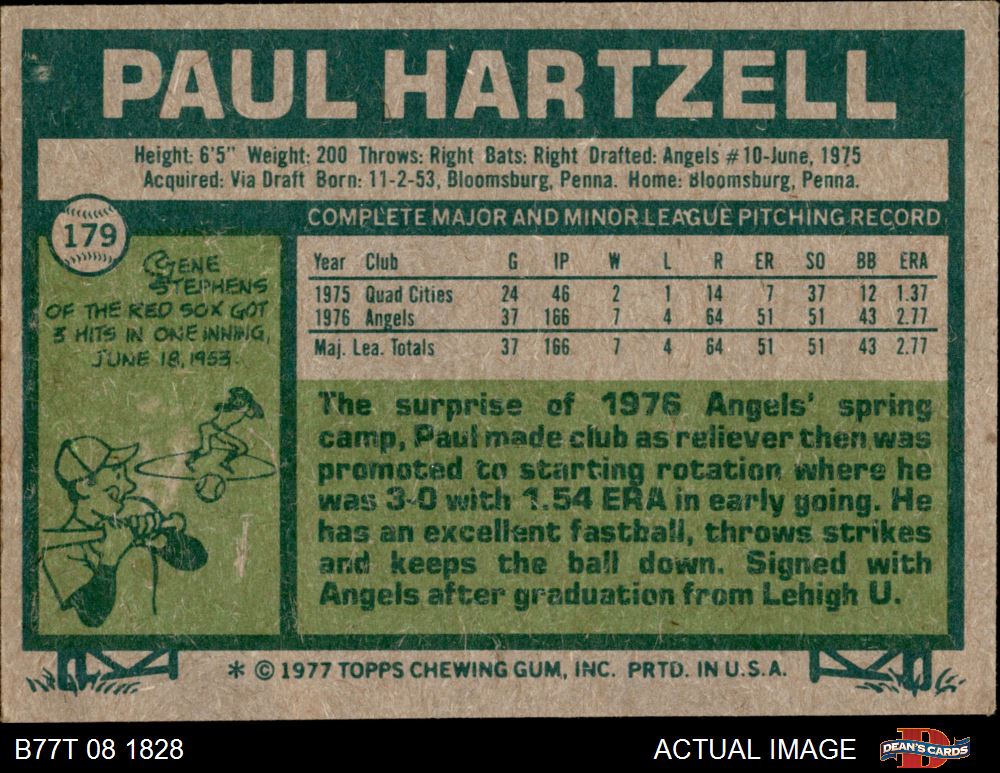 PAUL HARTZELL
Height: 6'5" Weight: 200 Throws: Right Bats: Right Drafted: Angels #10-June, 1975
Acquired: Via Draft Born: 11-2-53, Bloomsburg, Penna. Home: Bloomsburg, Penna.
179
GENE
STEPHENS
OF THE RED SOX GOT
3 HITS IN ONE INNING,
JUNE 18, 1953.
COMPLETE MAJOR AND MINOR LEAGUE PITCHING RECORD
Year Club G IP W L R ER SO BB ERA
1975 Quad Cities 24 46 2 1 14 7 37 12 1.37
1976 Angels 37 166 7 4 64 51 51 43 2.77
Maj. Lea. Totals 37 166 7 4 64 51 51 43 2.77
The surprise of 1976 Angels' spring
camp, Paul made club as reliever then was
promoted to starting rotation where he
was 3-0 with 1.54 ERA in early going. He
has an excellent fastball, throws strikes
and keeps the ball down. Signed with
Angels after graduation from Lehigh U.
* © 1977 TOPPS CHEWING GUM, INC. PRTD. IN U.S.A.
B77T 08 1828
ACTUAL IMAGE
DEAN'S CARDS